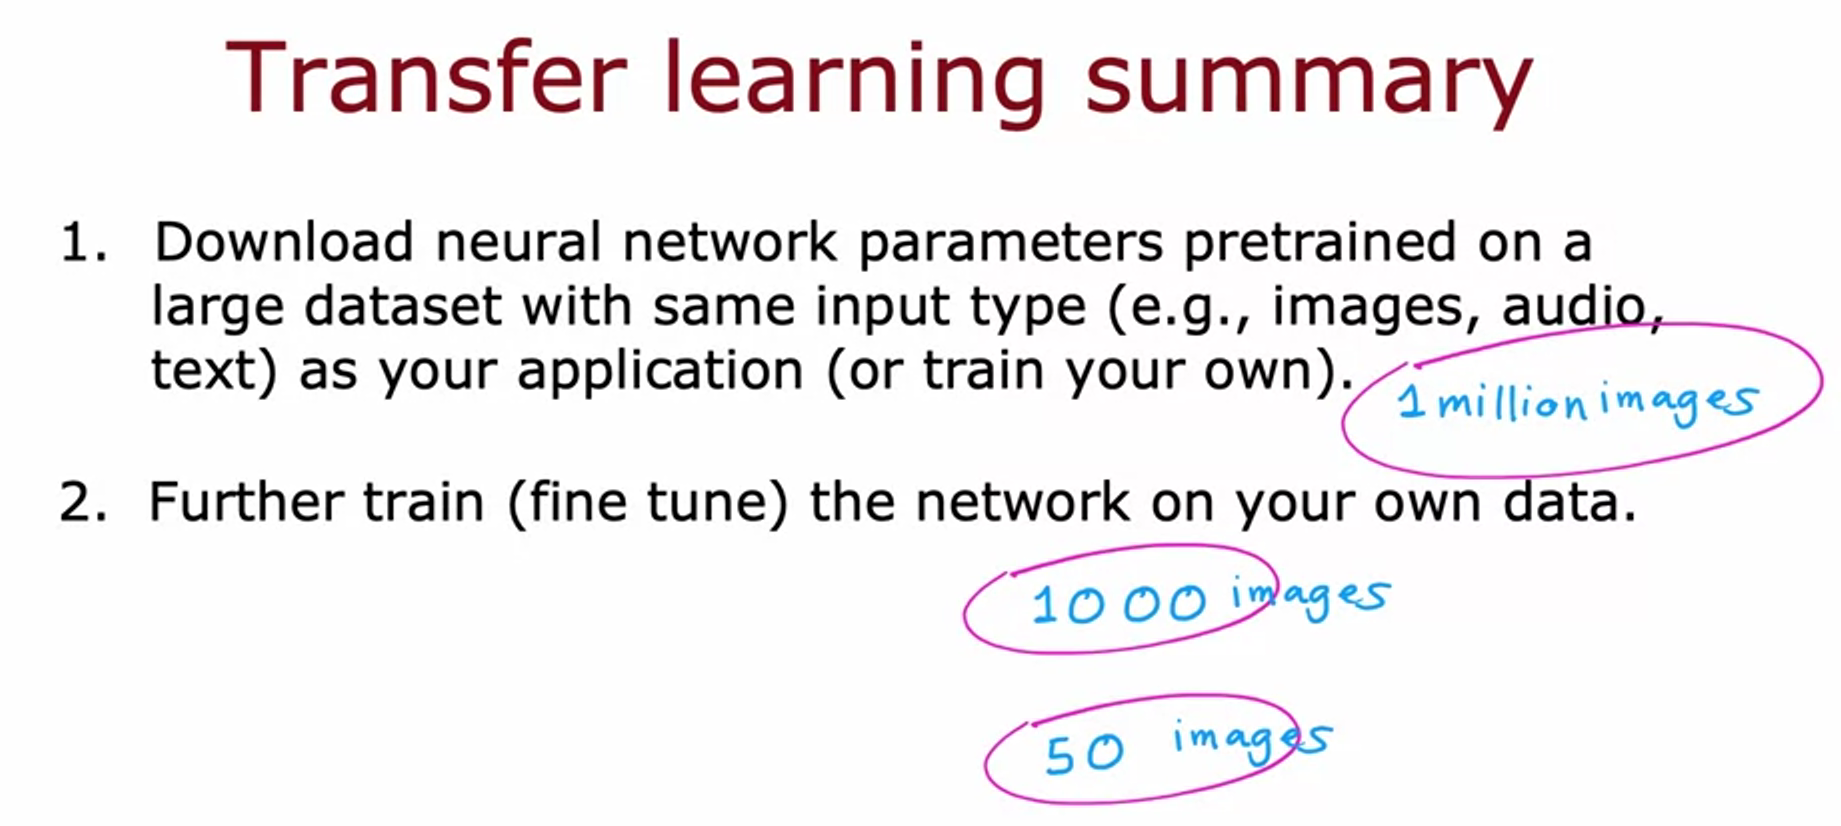 Transfer learning summary
1. Download neural network parameters pretrained on a
large dataset with same input type (e.g., images, audio,
text) as your application (or train your own).
1 million images
2. Further train (fine tune) the network on your own data.
1000 images
50 images